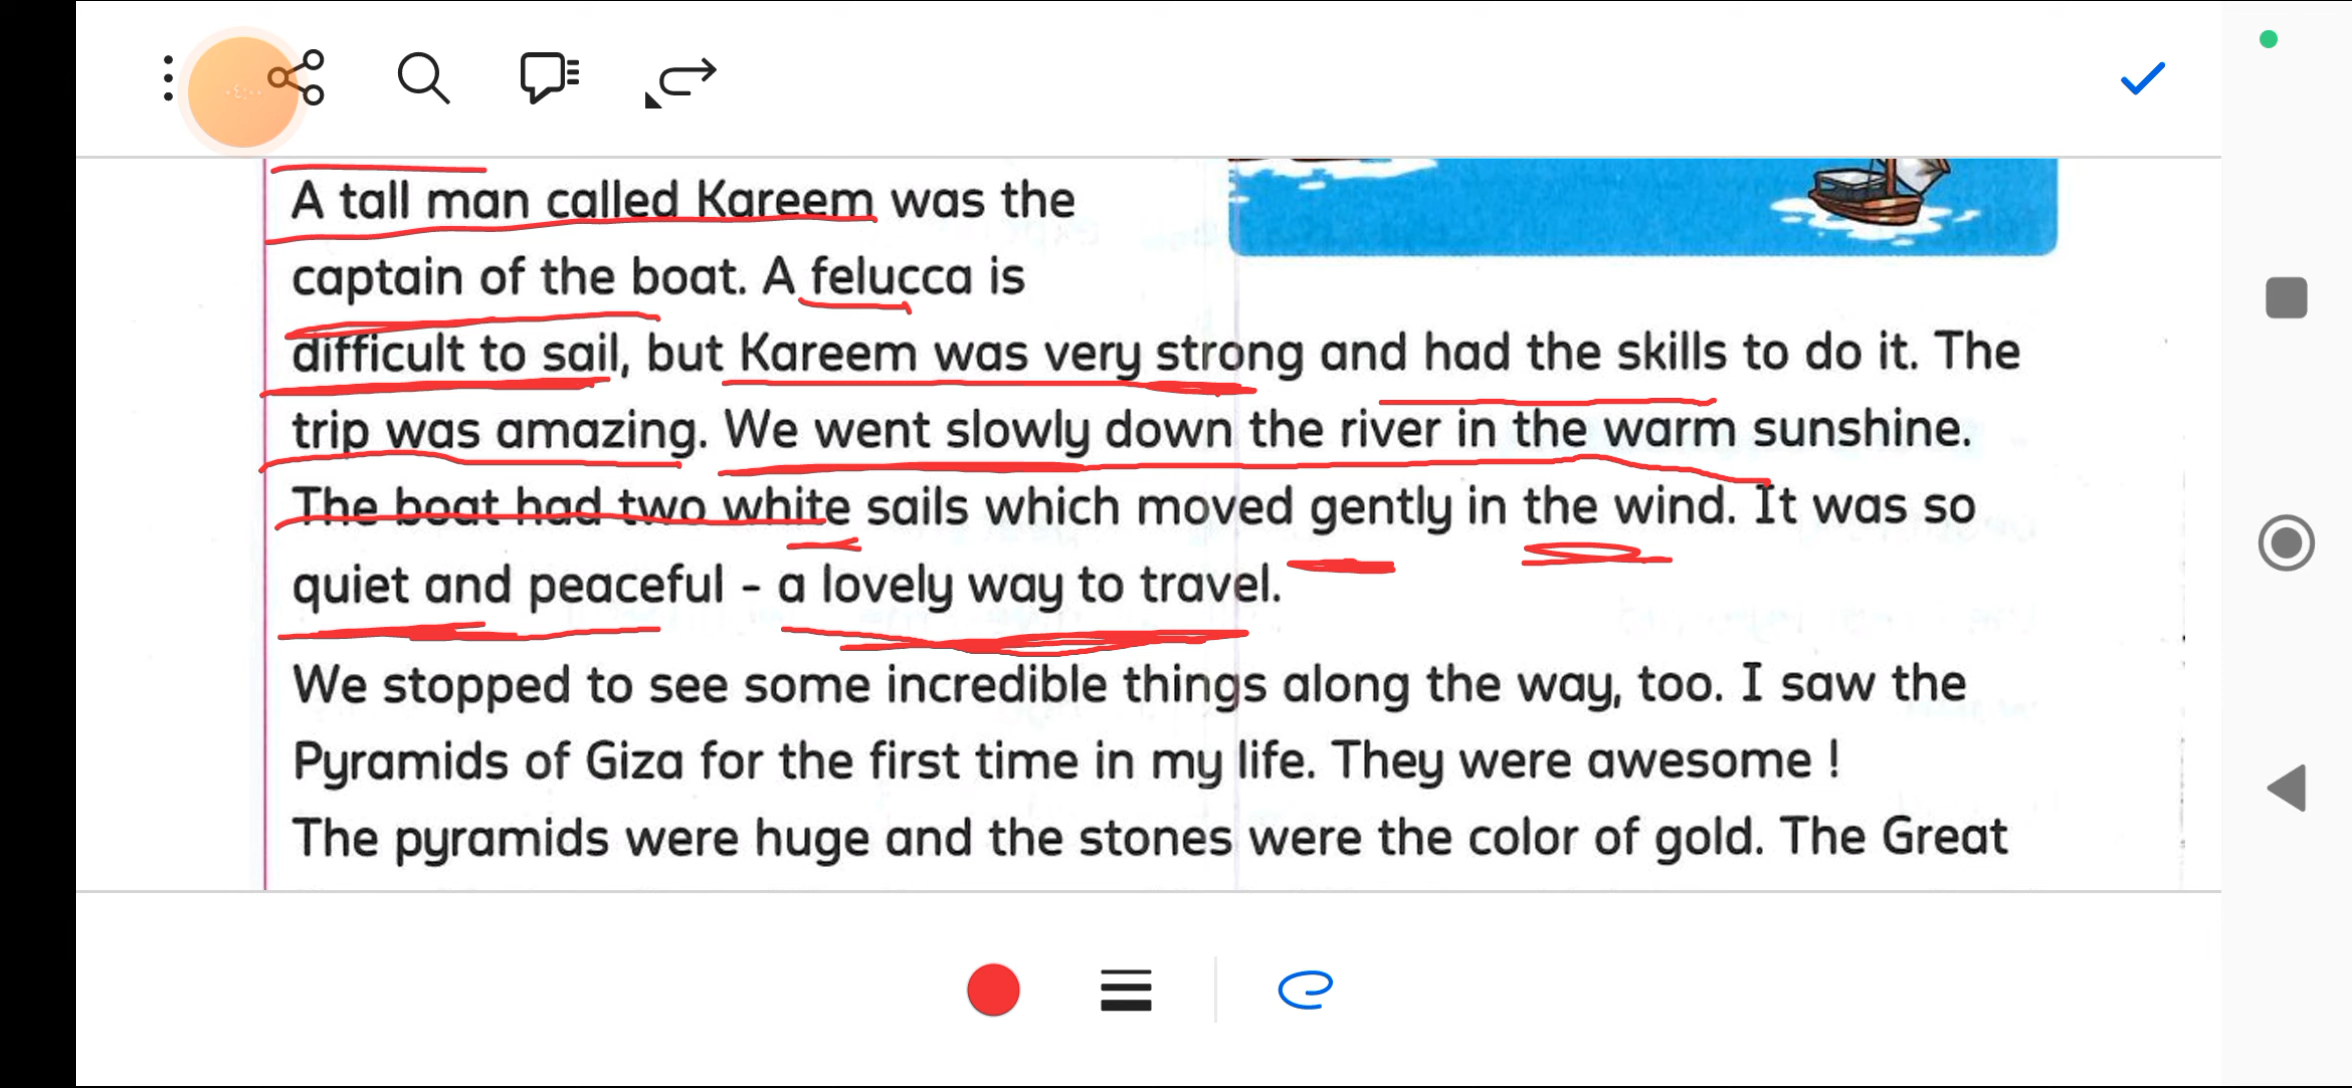 A tall man called Kareem was the
captain of the boat. A felucca is
difficult to sail, but Kareem was very strong and had the skills to do it. The
trip was amazing. We went slowly down the river in the warm sunshine.
The boat had two white sails which moved gently in the wind. It was so
quiet and peaceful - a lovely way to travel.
We stopped to see some incredible things along the way, too. I saw the
Pyramids of Giza for the first time in my life. They were awesome !
The pyramids were huge and the stones were the color of gold. The Great